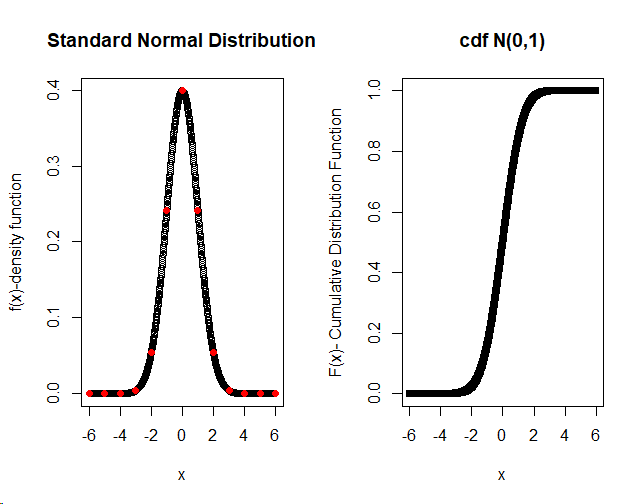 Standard Normal Distribution
f(x)-density function
0.4
0.3
0.2
0.1
0.0
-6 -4 -2 0 2 4 6
x
cdf N(0,1)
F(x)- Cumulative Distribution Function
1.0
0.8
0.6
0.4
0.2
0.0
-6 -4 -2 0 2 4 6
x